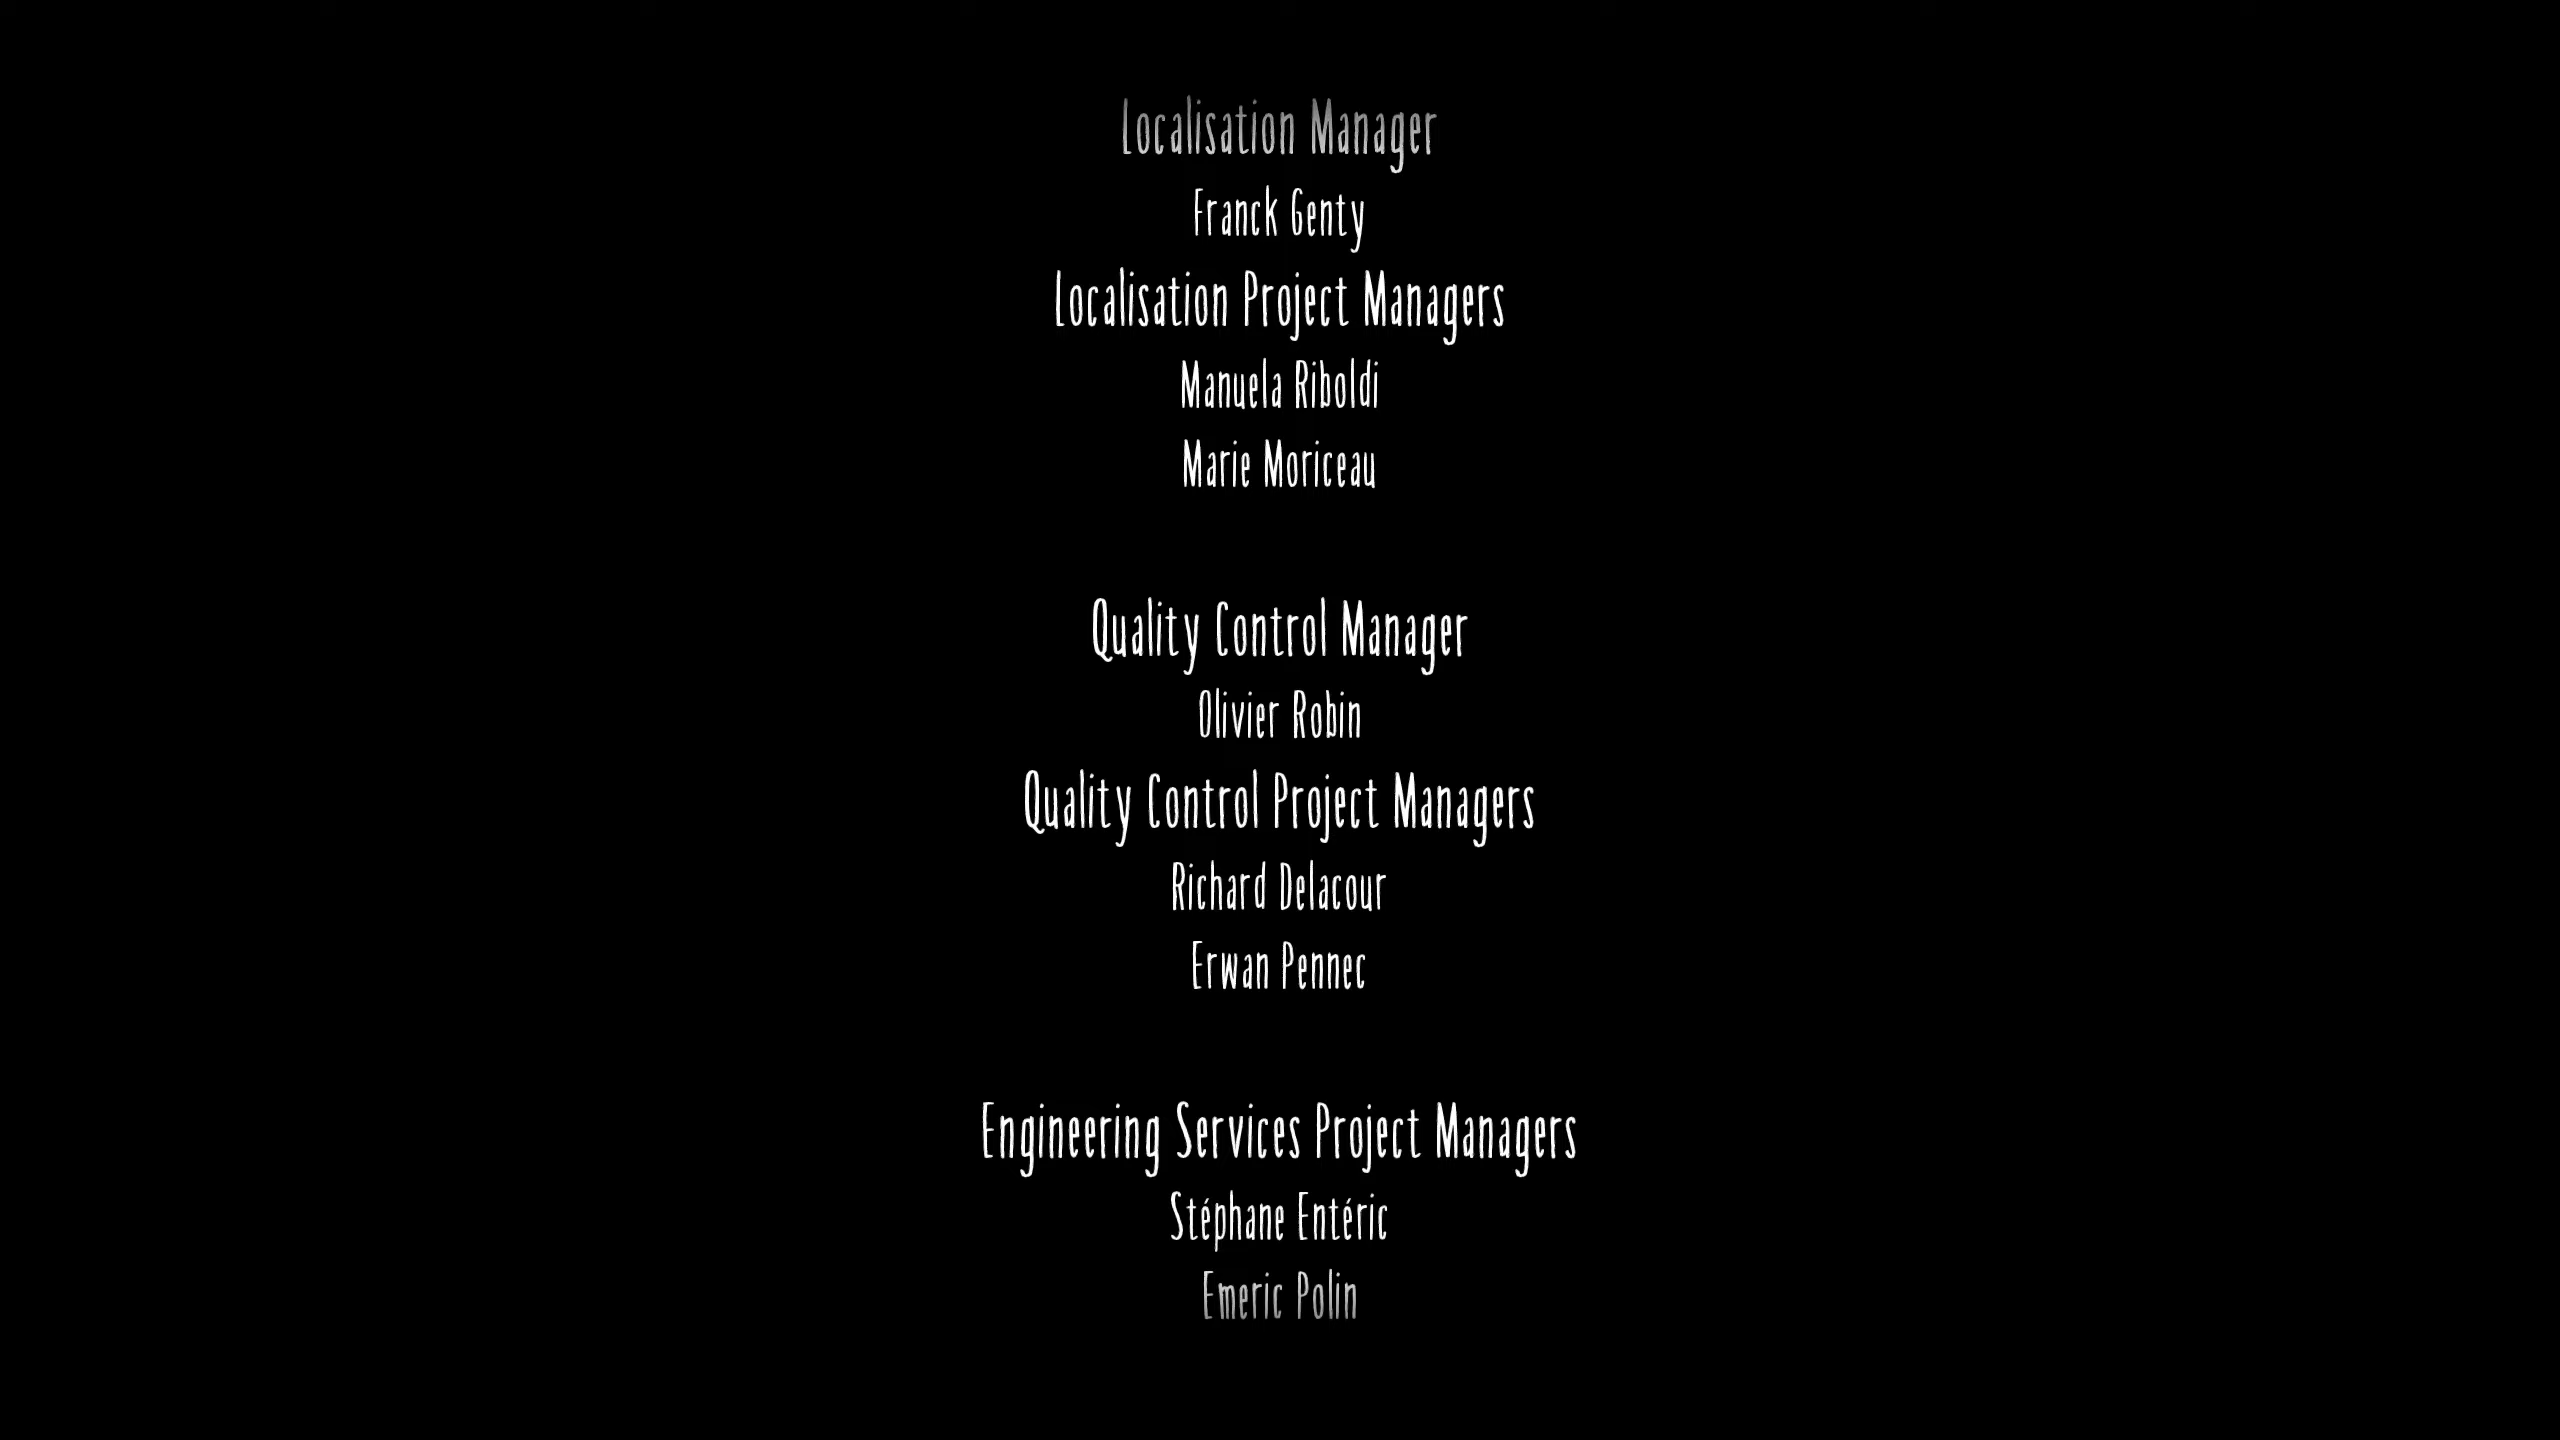 Localisation Manager
Franck Genty
Localisation Project Managers
Manuela Riboldi
Marie Moriceau
Quality Control Manager
Olivier Robin
Quality Control Project Managers
Richard Delacour
Erwan Pennec
Engineering Services Project Managers
Stéphane Entéric
Emeric Polin